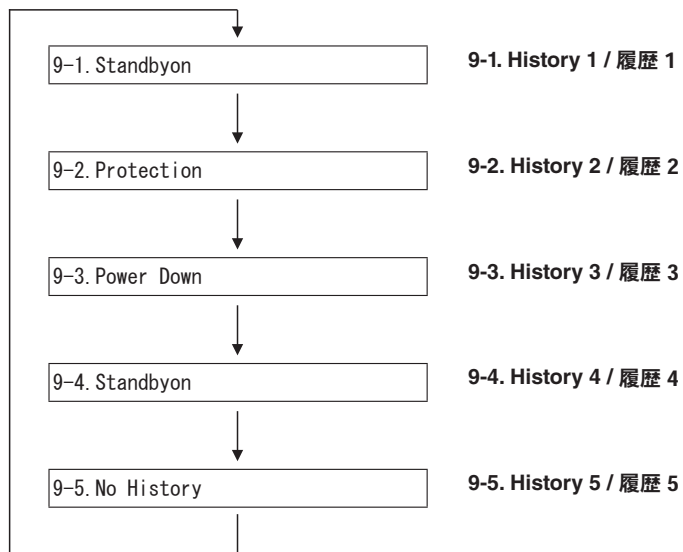 9-1.Standbyon
9-1. History 1 / 履歴 1
9-2.Protection
9-2. History 2 / 履歴 2
9-3.Power Down
9-3. History 3 / 履歴 3
9-4.Standbyon
9-4. History 4 / 履歴 4
9-5.No History
9-5. History 5 / 履歴 5